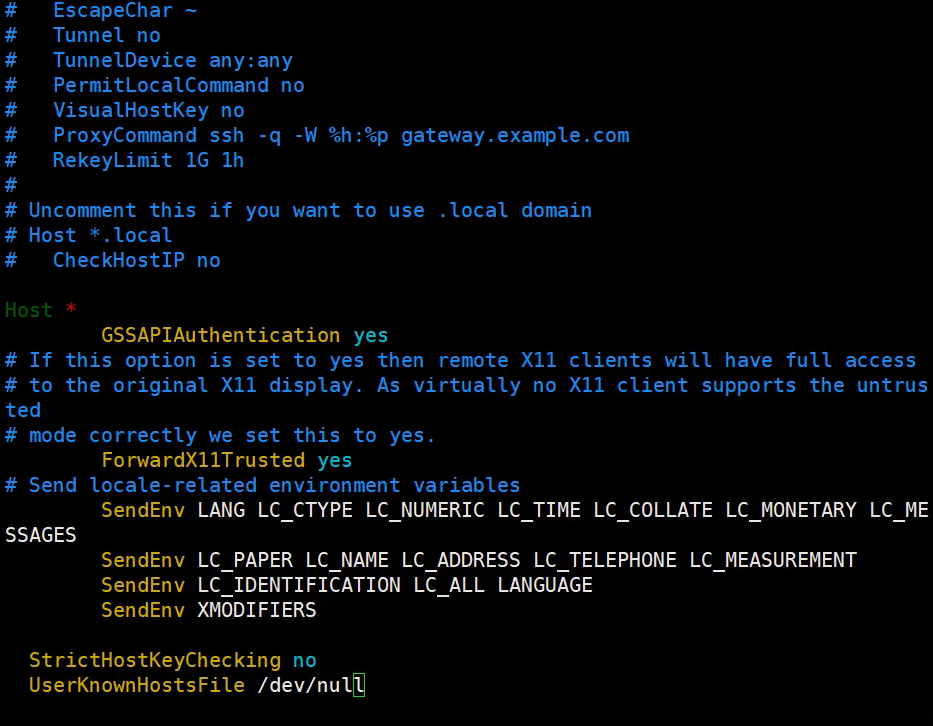 #   EscapeChar ~
#   Tunnel no
#   TunnelDevice any:any
#   PermitLocalCommand no
#   VisualHostKey no
#   ProxyCommand ssh -q -W %h:%p gateway.example.com
#   RekeyLimit 1G 1h
#
# Uncomment this if you want to use .local domain
# Host *.local
#   CheckHostIP no

Host *
        GSSAPIAuthentication yes
# If this option is set to yes then remote X11 clients will have full access
# to the original X11 display. As virtually no X11 client supports the untrus
ted
# mode correctly we set this to yes.
        ForwardX11Trusted yes
# Send locale-related environment variables
        SendEnv LANG LC_CTYPE LC_NUMERIC LC_TIME LC_COLLATE LC_MONETARY LC_ME
SSAGES
        SendEnv LC_PAPER LC_NAME LC_ADDRESS LC_TELEPHONE LC_MEASUREMENT
        SendEnv LC_IDENTIFICATION LC_ALL LANGUAGE
        SendEnv XMODIFIERS

  StrictHostKeyChecking no
  UserKnownHostsFile /dev/null